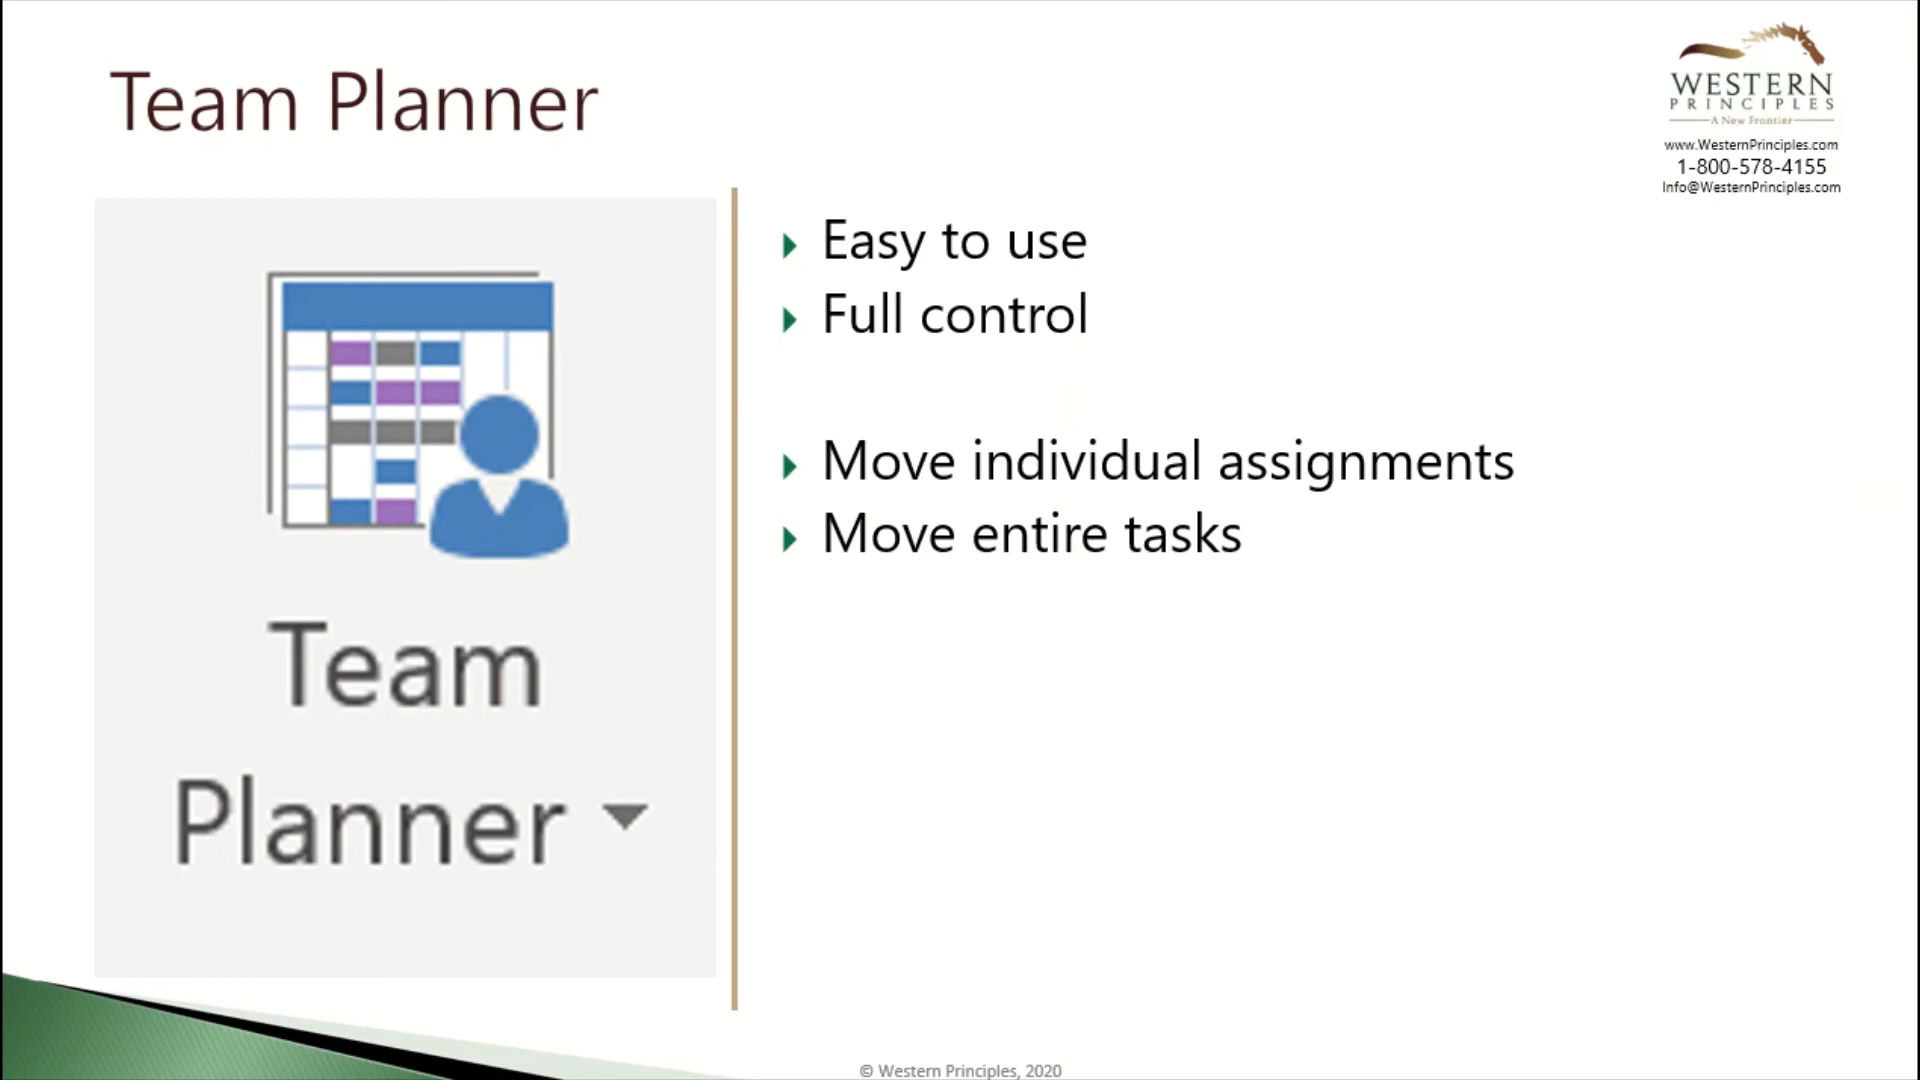 Team Planner
WESTERN
PRINCIPLES
A New Frontier
www.WesternPrinciples.com
1-800-578-4155
Info@WesternPrinciples.com
Team
Planner
Easy to use
Full control
Move individual assignments
Move entire tasks
© Western Principles, 2020